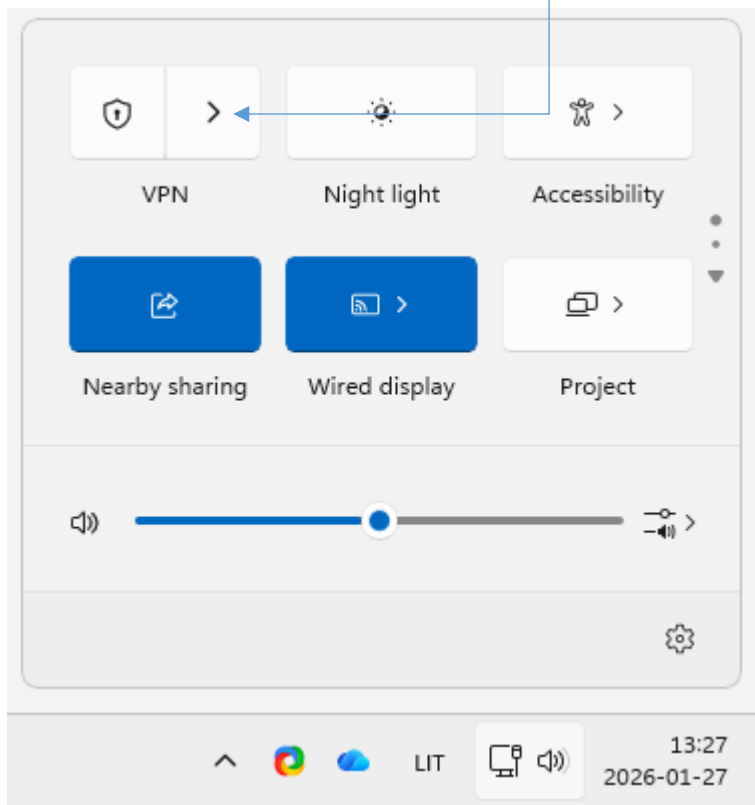 VPN
Night light
Accessibility
Nearby sharing
Wired display
Project
LIT
13:27
2026-01-27